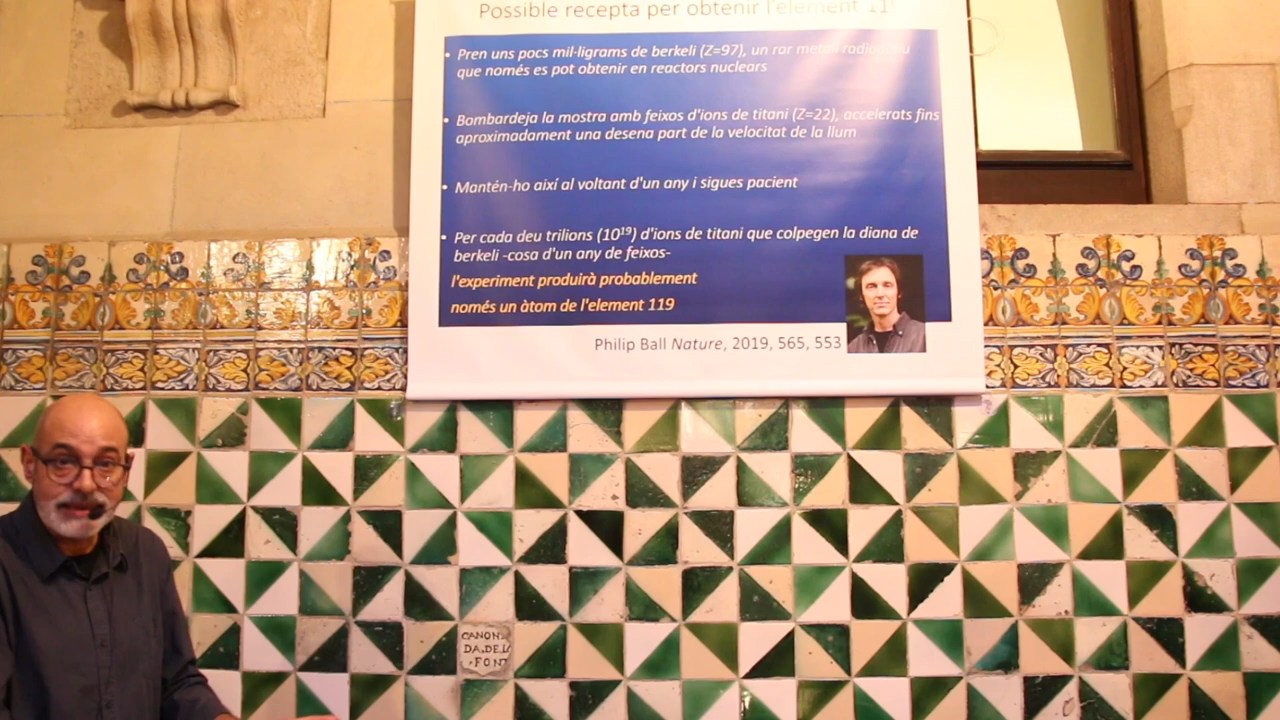 Possible recepta per obtenir l'element 11
• Pren uns pocs mil·ligrams de berkeli (Z=97), un rar metall radioactiu
que només es pot obtenir en reactors nuclears
• Bombardeja la mostra amb feixos d'ions de titani (Z=22), accelerats fins
aproximadament una desena part de la velocitat de la llum
• Mantén-ho així al voltant d'un any i sigues pacient
• Per cada deu trilions (10¹⁹) d'ions de titani que colpegen la diana de
berkeli -cosa d'un any de feixos-
l'experiment produirà probablement
només un àtom de l'element 119
Philip Ball Nature, 2019, 565, 553
CANON
DA.DE.L
FONT